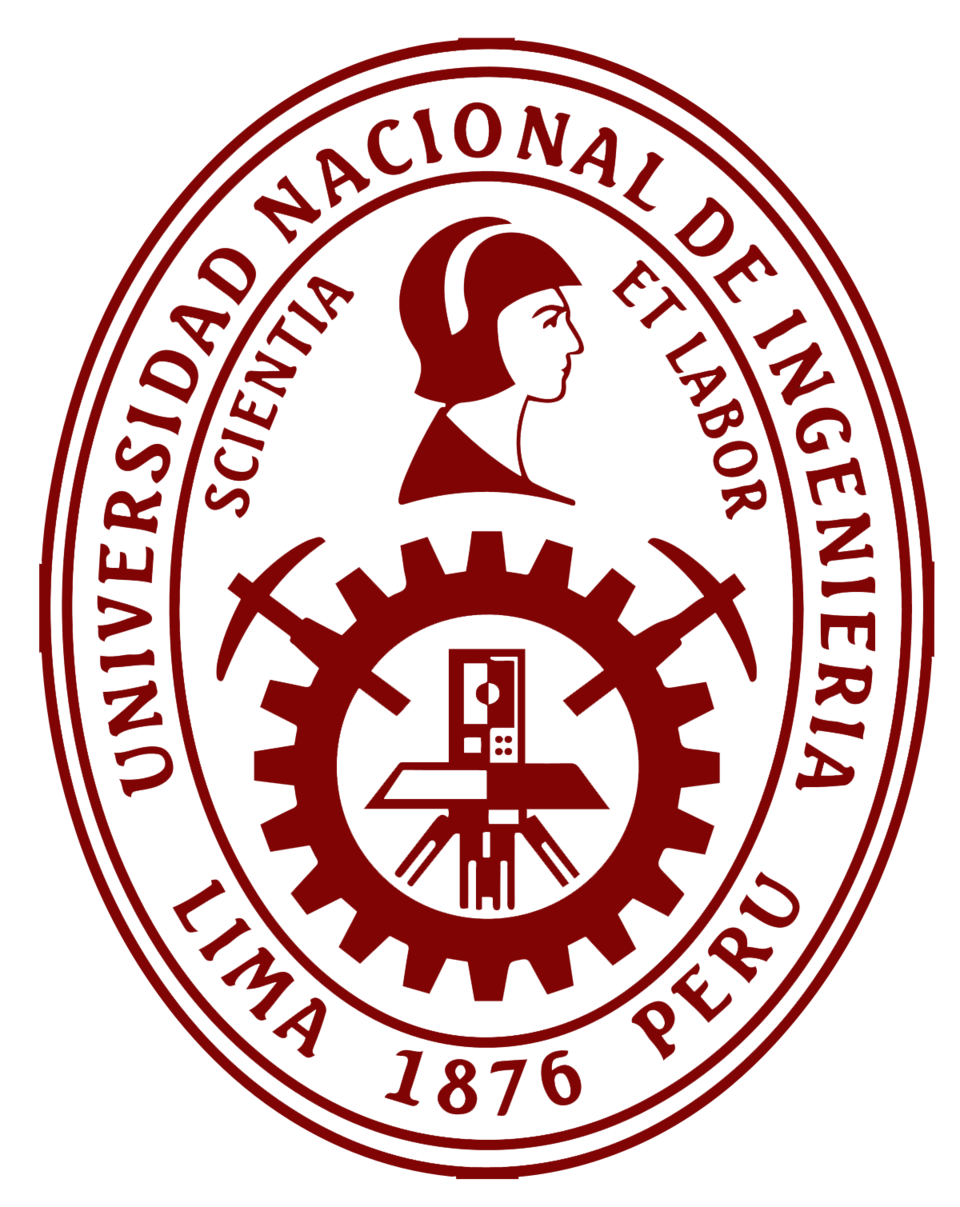 UNIVERSIDAD NACIONAL DE INGENIERIA
SCIENTIA ET LABOR
LIMA 1876 PERU